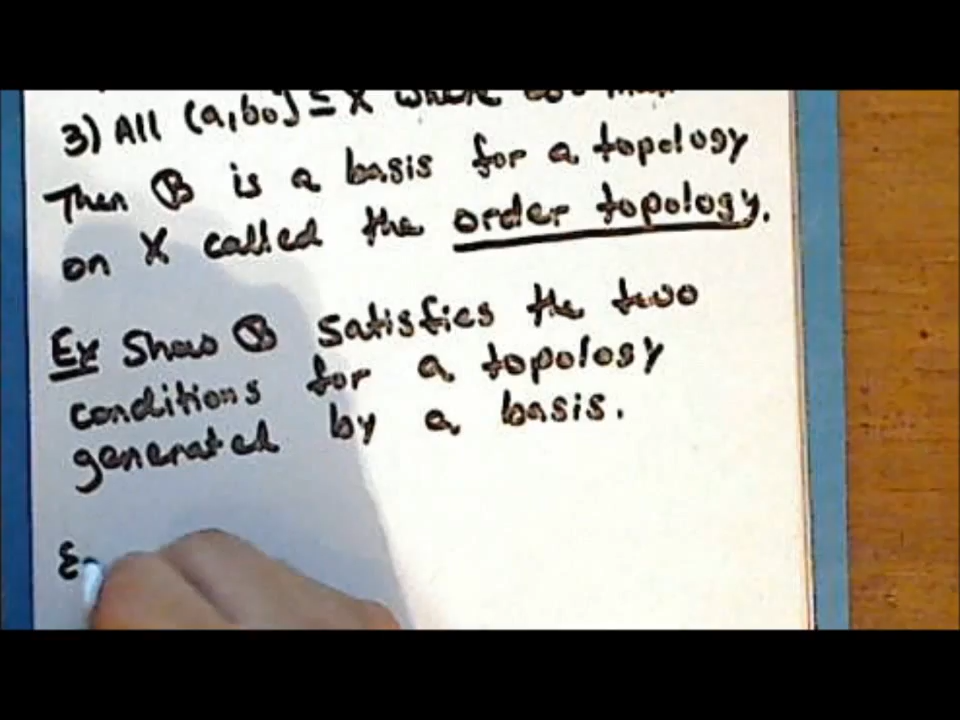 3) All (a,b₀] ⊆ X where
Then B is a basis for a topology
on X called the order topology.
Ex Show B satisfies the two
conditions for a topology
generated by a basis.
E